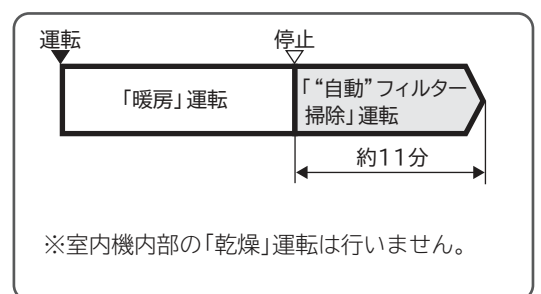 運転
停止
「暖房」運転
「“自動”フィルター
掃除」運転
約11分
※室内機内部の「乾燥」運転は行いません。